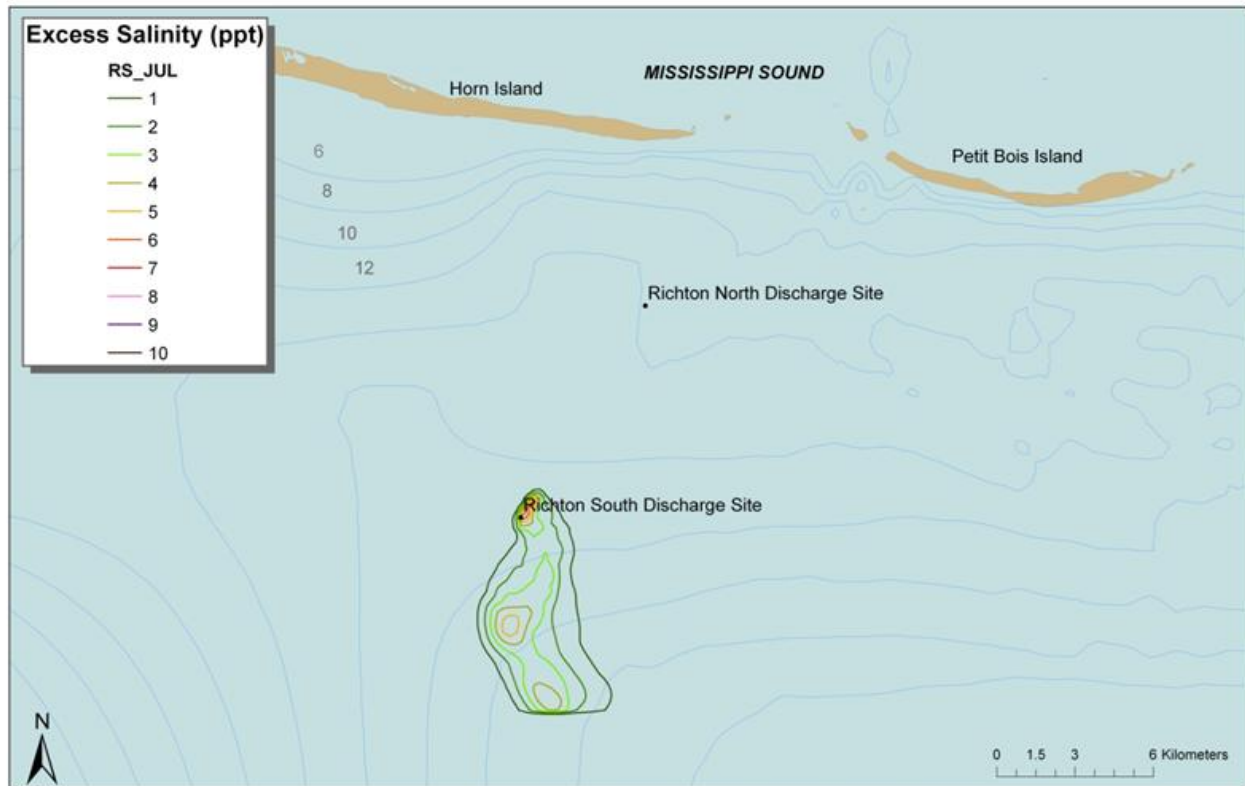 Excess Salinity (ppt)
RS_JUL
1
2
3
4
5
6
7
8
9
10
MISSISSIPPI SOUND
Horn Island
Petit Bois Island
6
8
10
12
Richton North Discharge Site
Richton South Discharge Site
N
0 1.5 3 6 Kilometers